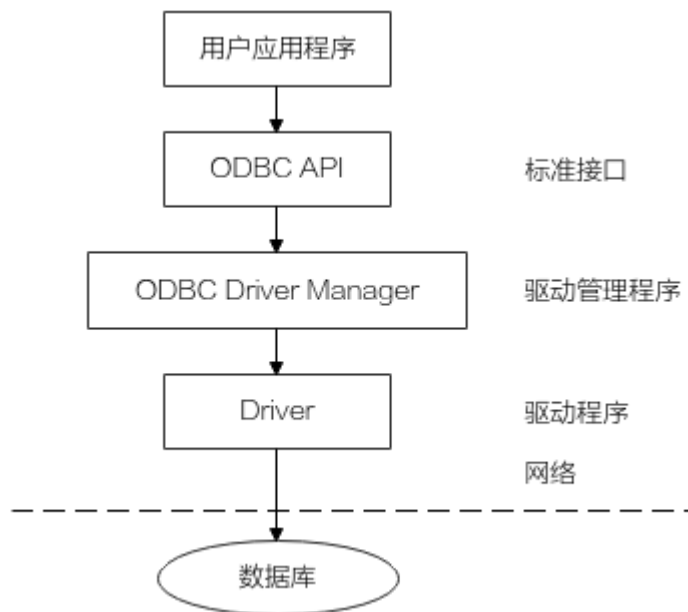 用户应用程序
ODBC API
标准接口
ODBC Driver Manager
驱动管理程序
Driver
驱动程序
网络
数据库